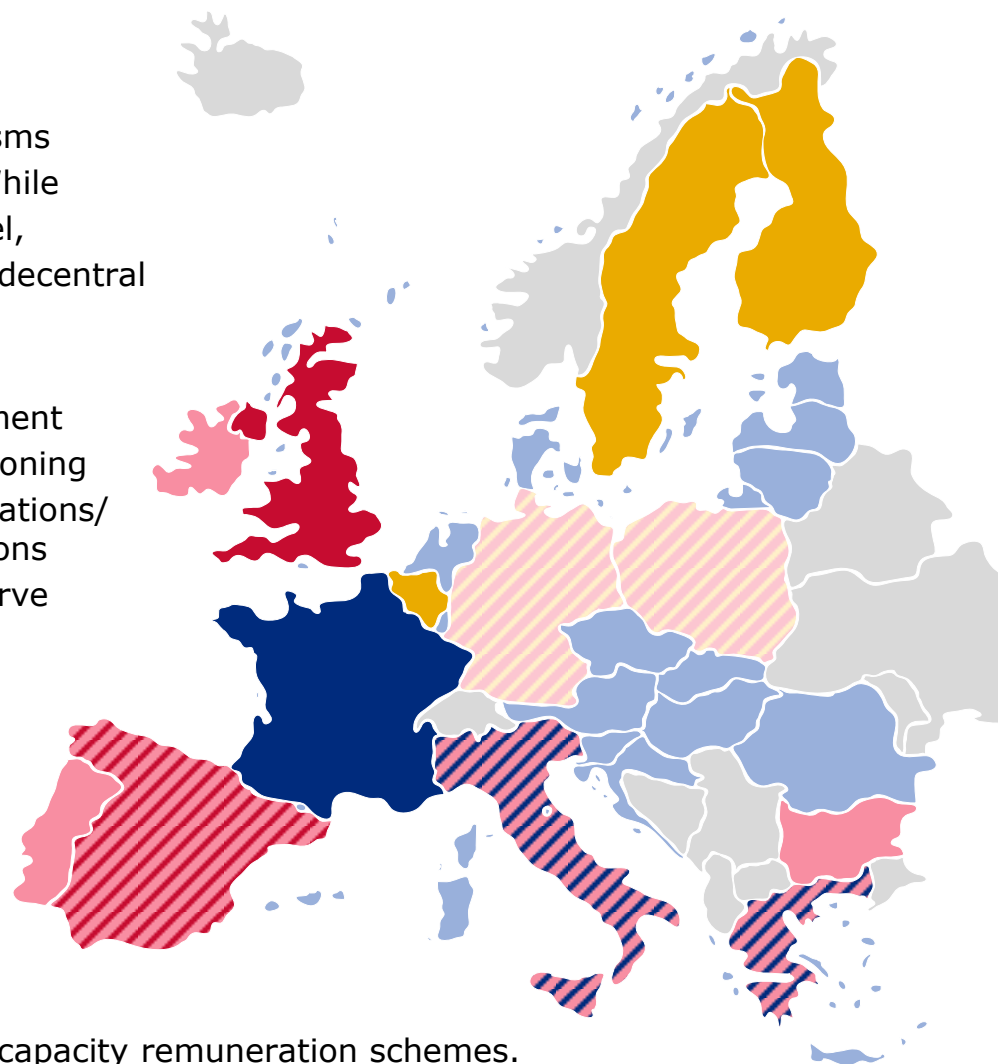 sms
hile
el,
decentral
nent
oning
ations/
ons
rve
capacity remuneration schemes.